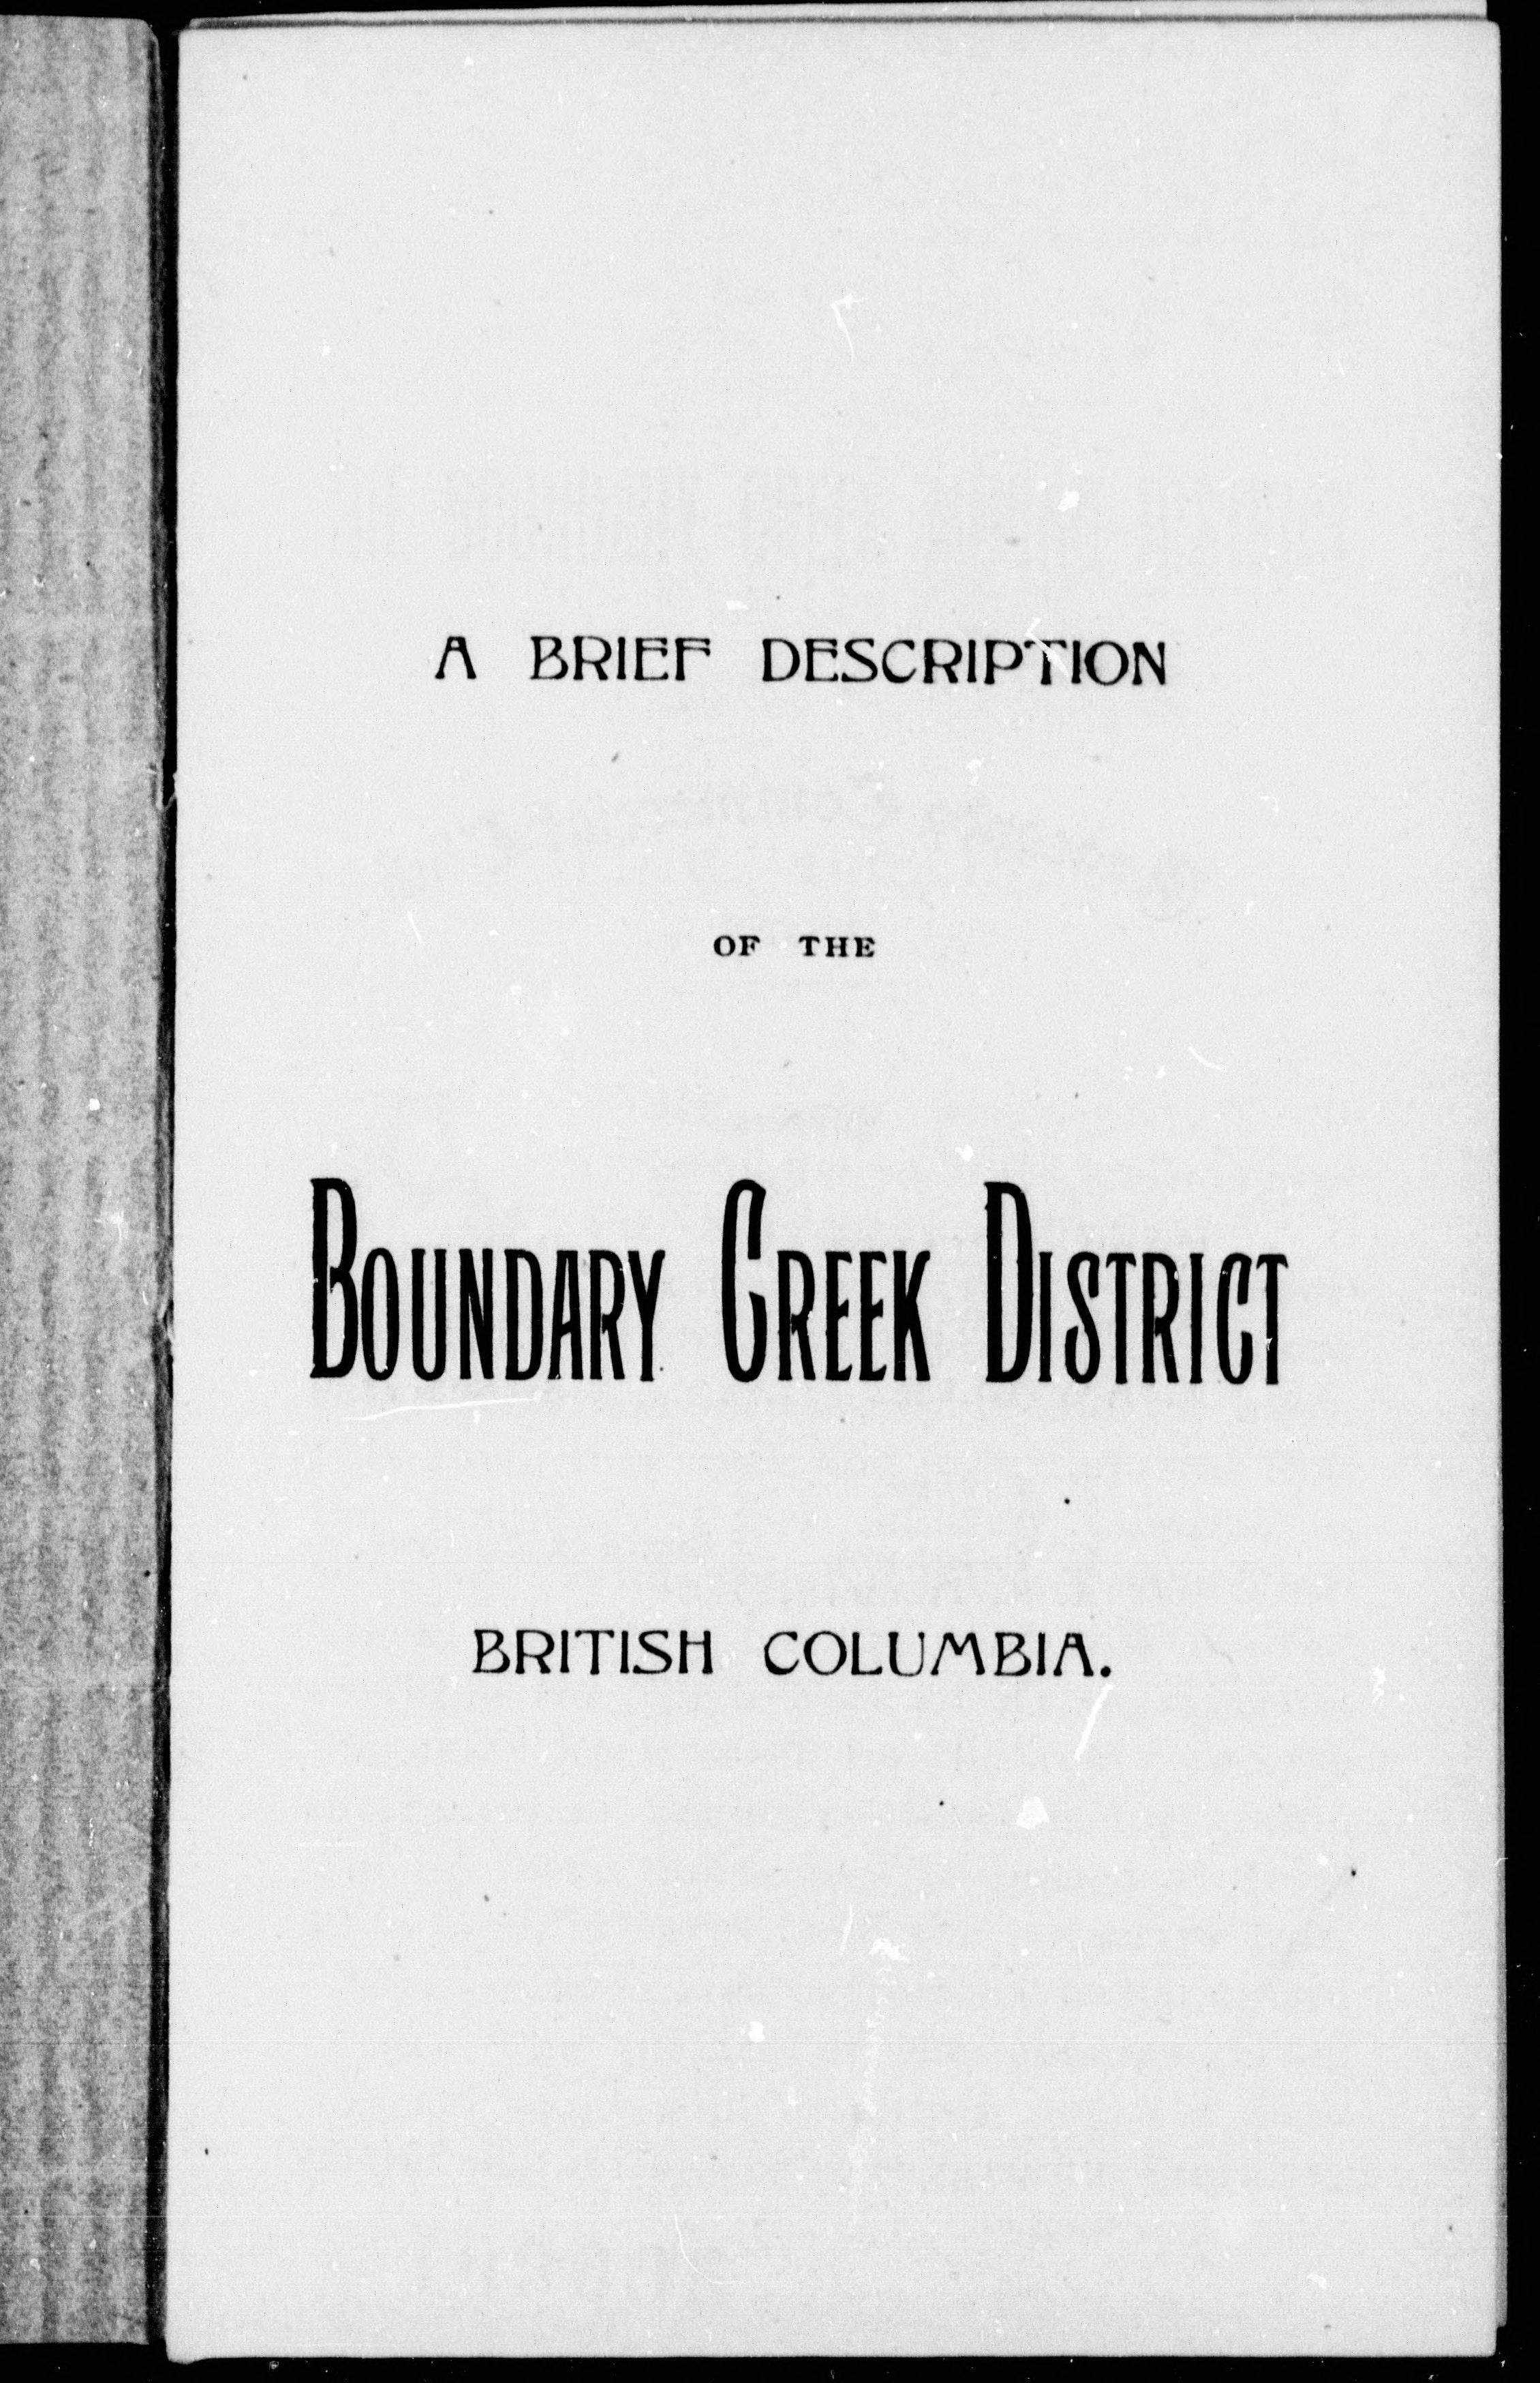 A BRIEF DESCRIPTION
OF THE
BOUNDARY CREEK DISTRICT
BRITISH COLUMBIA.